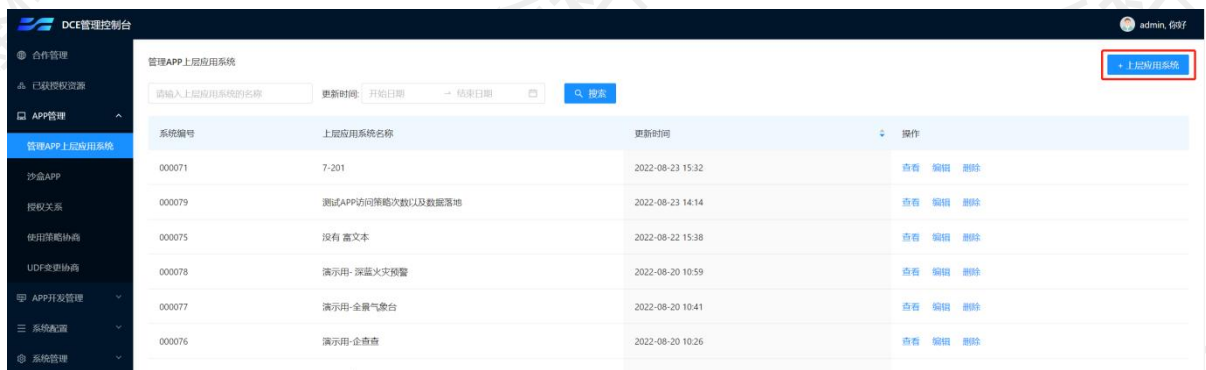 DCE管理控制台
admin, 你好
合作管理
已获授权资源
APP管理
管理APP上层应用系统
沙盒APP
授权关系
使用策略协商
UDF变更协商
APP开发管理
系统配置
系统管理
管理APP上层应用系统
+ 上层应用系统
请输入上层应用系统的名称 更新时间: 开始日期 → 结束日期 搜索
系统编号 上层应用系统名称 更新时间 操作
000071 7-201 2022-08-23 15:32 查看 编辑 删除
000079 测试APP访问策略次数以及数据落地 2022-08-23 14:14 查看 编辑 删除
000075 没有 富文本 2022-08-22 15:38 查看 编辑 删除
000078 演示用- 深蓝火灾预警 2022-08-20 10:59 查看 编辑 删除
000077 演示用-全景气象台 2022-08-20 10:41 查看 编辑 删除
000076 演示用-企查查 2022-08-20 10:26 查看 编辑 删除